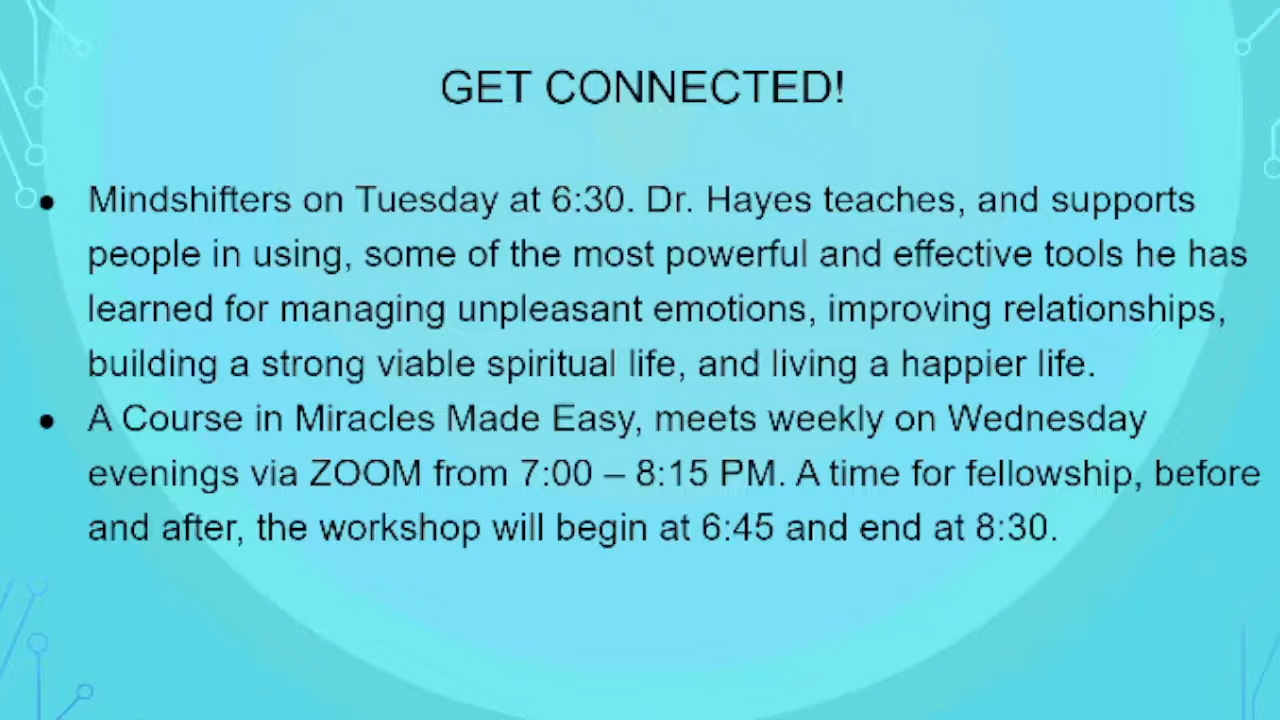 GET CONNECTED!
● Mindshifters on Tuesday at 6:30. Dr. Hayes teaches, and supports
people in using, some of the most powerful and effective tools he has
learned for managing unpleasant emotions, improving relationships,
building a strong viable spiritual life, and living a happier life.
● A Course in Miracles Made Easy, meets weekly on Wednesday
evenings via ZOOM from 7:00 – 8:15 PM. A time for fellowship, before
and after, the workshop will begin at 6:45 and end at 8:30.